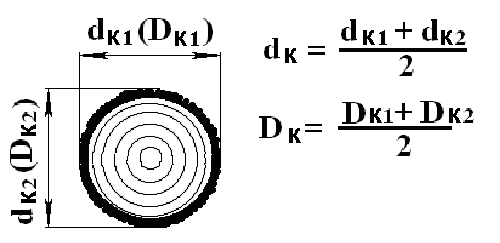 dк1(Dк1)
dк2(Dк2)
dк = (dк1 + dк2) / 2
Dк = (Dк1 + Dк2) / 2